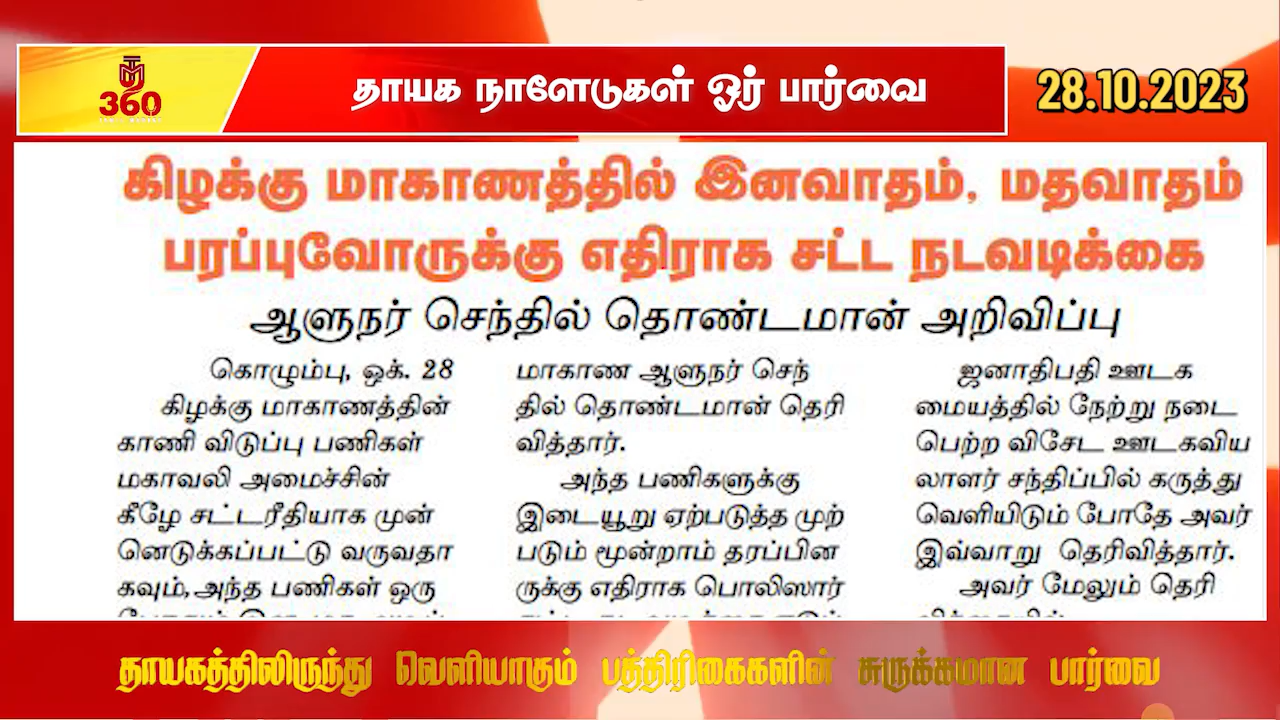 360
தாயக நாளேடுகள் ஓர் பார்வை
28.10.2023
கிழக்கு மாகாணத்தில் இனவாதம், மதவாதம்
பரப்புவோருக்கு எதிராக சட்ட நடவடிக்கை
ஆளுநர் செந்தில் தொண்டமான் அறிவிப்பு
கொழும்பு, ஒக். 28
கிழக்கு மாகாணத்தின்
காணி விடுப்பு பணிகள்
மகாவலி அமைச்சின்
கீழே சட்டரீதியாக முன்
னெடுக்கப்பட்டு வருவதா
கவும்,அந்த பணிகள் ஒரு
மாகாண ஆளுநர் செந்
தில் தொண்டமான் தெரி
வித்தார்.
அந்த பணிகளுக்கு
இடையூறு ஏற்படுத்த முற்
படும் மூன்றாம் தரப்பின
ருக்கு எதிராக பொலிஸார்
ஜனாதிபதி ஊடக
மையத்தில் நேற்று நடை
பெற்ற விசேட ஊடகவிய
லாளர் சந்திப்பில் கருத்து
வெளியிடும் போதே அவர்
இவ்வாறு தெரிவித்தார்.
அவர் மேலும் தெரி
தாயகத்திலிருந்து வெளியாகும் பத்திரிகைகளின் சுருக்கமான பார்வை